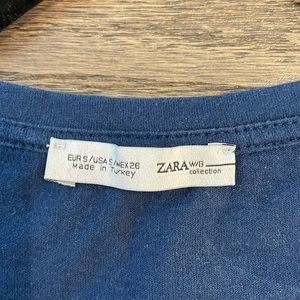 EUR S / USA S / MEX 26
Made in Turkey
ZARA W/B
collection